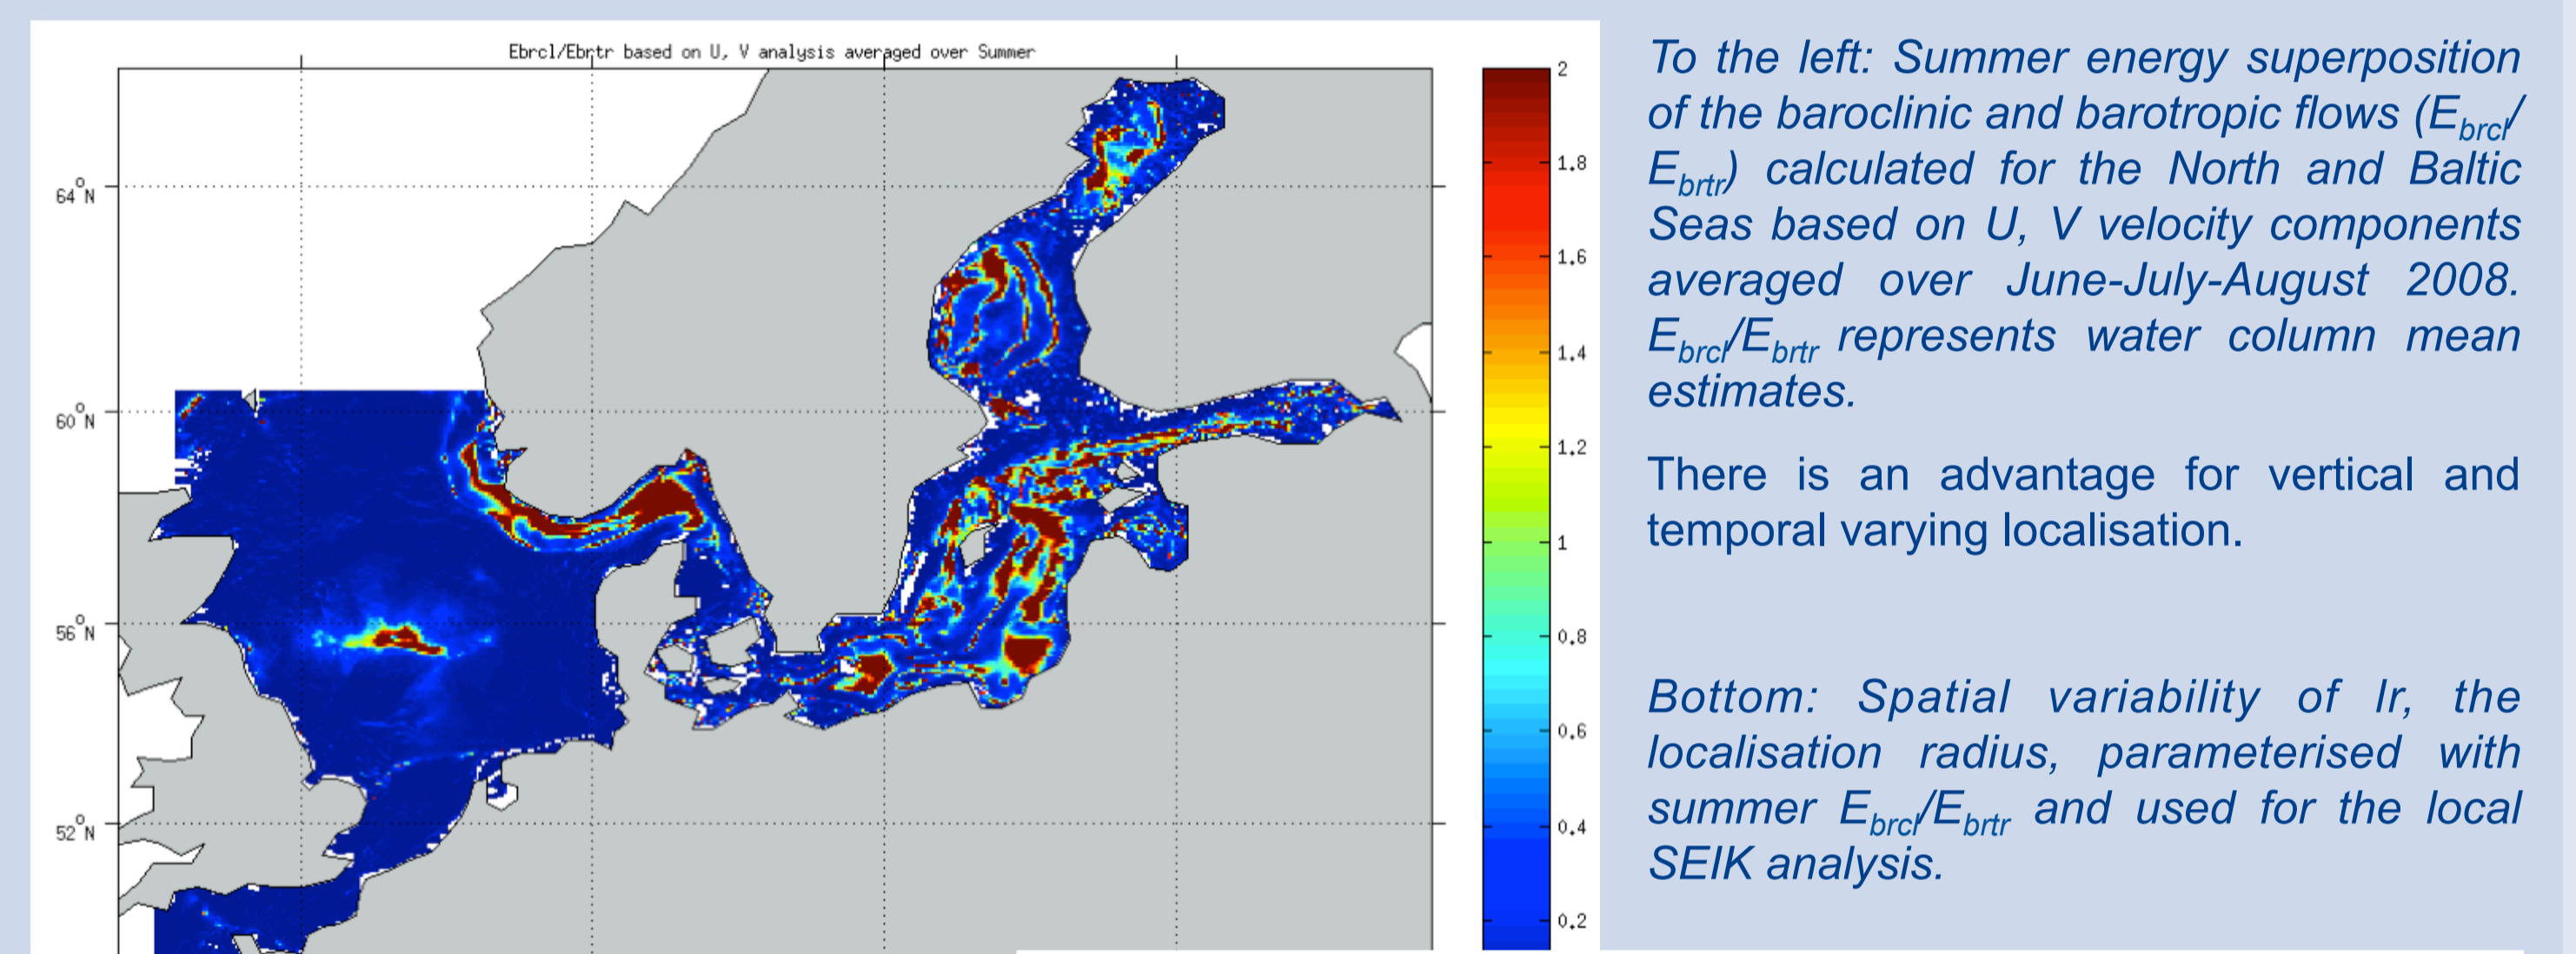 Ebrcl/Ebrtr based on U, V analysis averaged over Summer
64°N
60°N
56°N
52°N
2
1.8
1.6
1.4
1.2
1
0.8
0.6
0.4
0.2
To the left: Summer energy superposition
of the baroclinic and barotropic flows (Ebrcl/
Ebrtr) calculated for the North and Baltic
Seas based on U, V velocity components
averaged over June-July-August 2008.
Ebrcl/Ebrtr represents water column mean
estimates.
There is an advantage for vertical and
temporal varying localisation.
Bottom: Spatial variability of lr, the
localisation radius, parameterised with
summer Ebrcl/Ebrtr and used for the local
SEIK analysis.